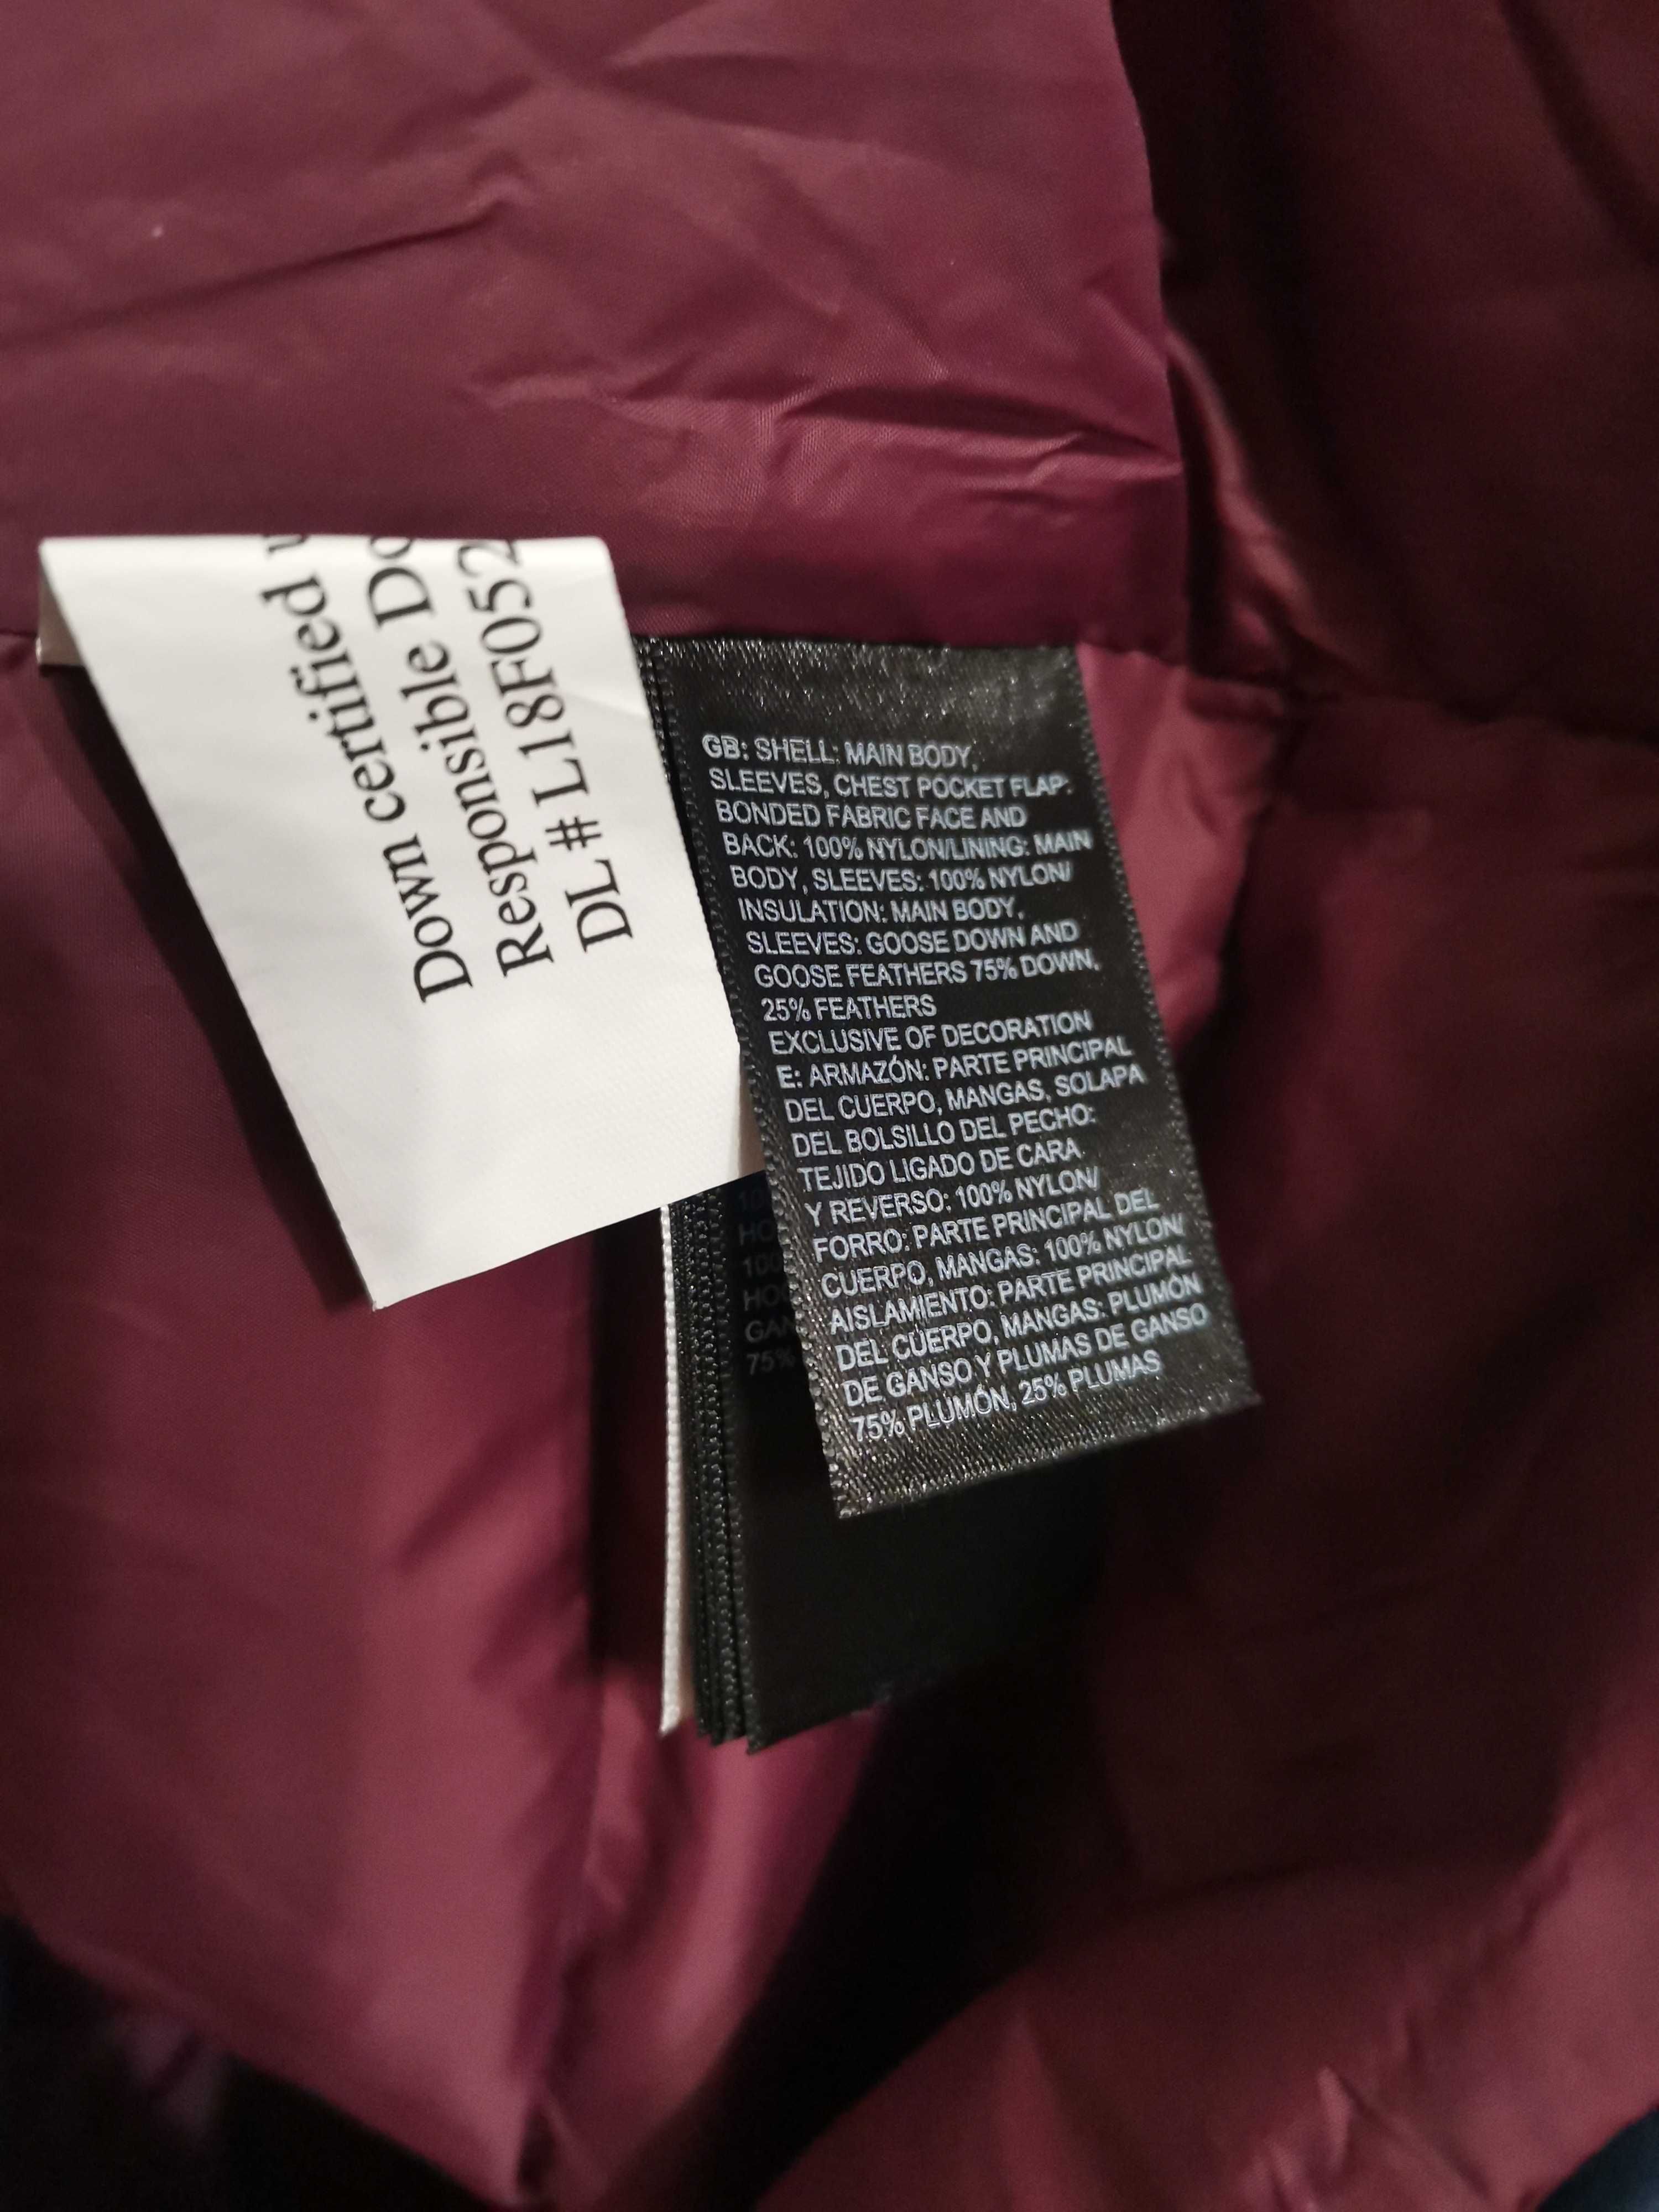 Down certified
Responsible
DL # L18F052
GB: SHELL: MAIN BODY,
SLEEVES, CHEST POCKET FLAP:
BONDED FABRIC FACE AND
BACK: 100% NYLON/LINING: MAIN
BODY, SLEEVES: 100% NYLON/
INSULATION: MAIN BODY,
SLEEVES: GOOSE DOWN AND
GOOSE FEATHERS 75% DOWN,
25% FEATHERS
EXCLUSIVE OF DECORATION
E: ARMAZÓN: PARTE PRINCIPAL
DEL CUERPO, MANGAS, SOLAPA
DEL BOLSILLO DEL PECHO:
TEJIDO LIGADO DE CARA
Y REVERSO: 100% NYLON/
FORRO: PARTE PRINCIPAL DEL
CUERPO, MANGAS: 100% NYLON/
AISLAMIENTO: PARTE PRINCIPAL
DEL CUERPO, MANGAS: PLUMÓN
DE GANSO Y PLUMAS DE GANSO
75% PLUMÓN, 25% PLUMAS
75%